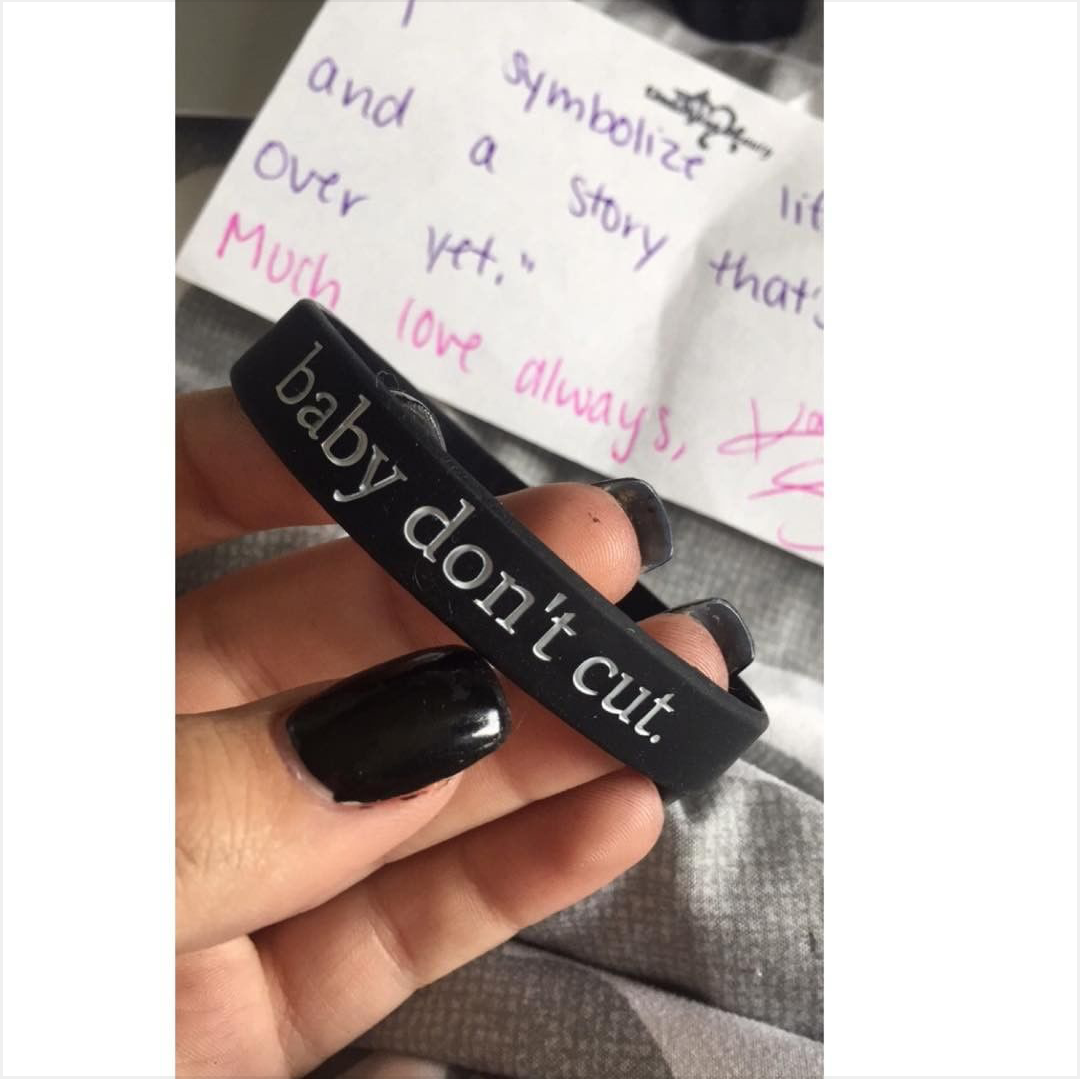 symbolize
and a story that's
over yet."
Much love always,
baby don't cut.